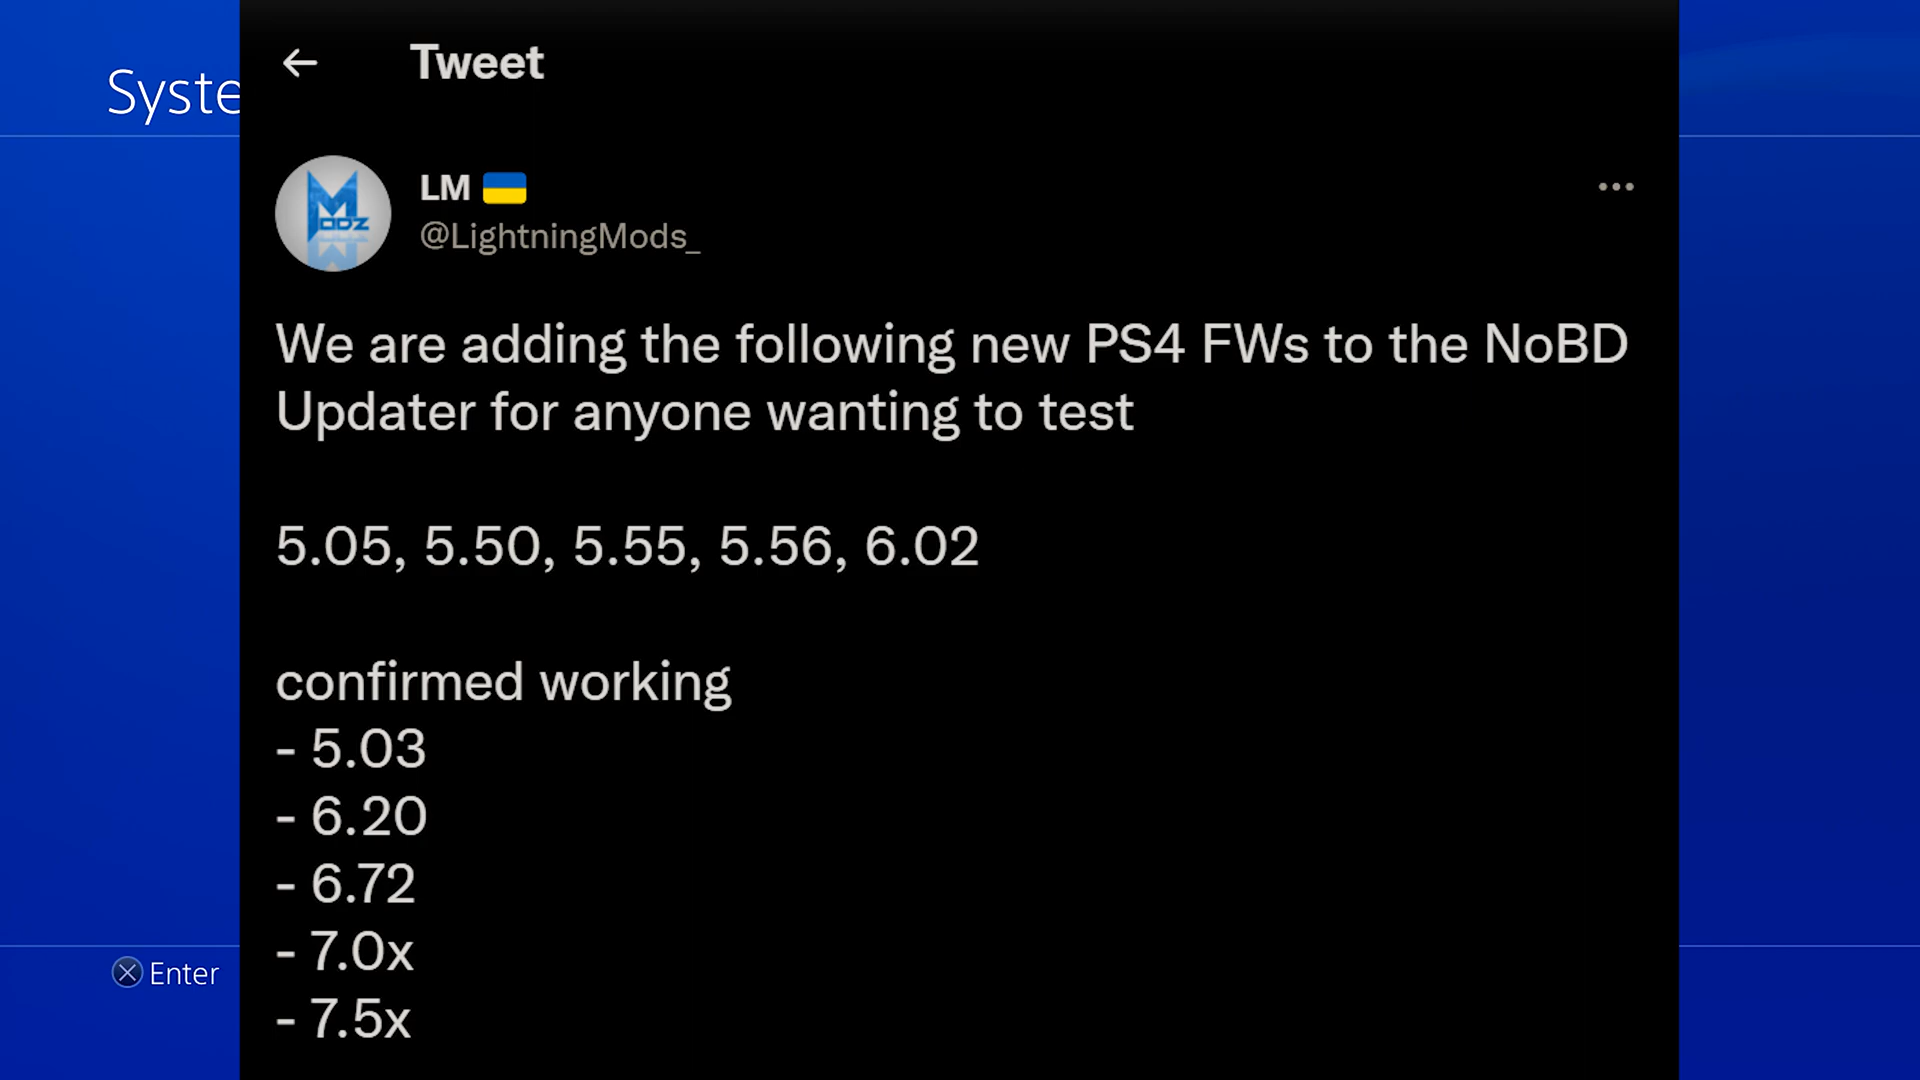 Tweet
Syste
LM
@LightningMods_
We are adding the following new PS4 FWs to the NoBD
Updater for anyone wanting to test
5.05, 5.50, 5.55, 5.56, 6.02
confirmed working
- 5.03
- 6.20
- 6.72
- 7.0x
- 7.5x
Enter